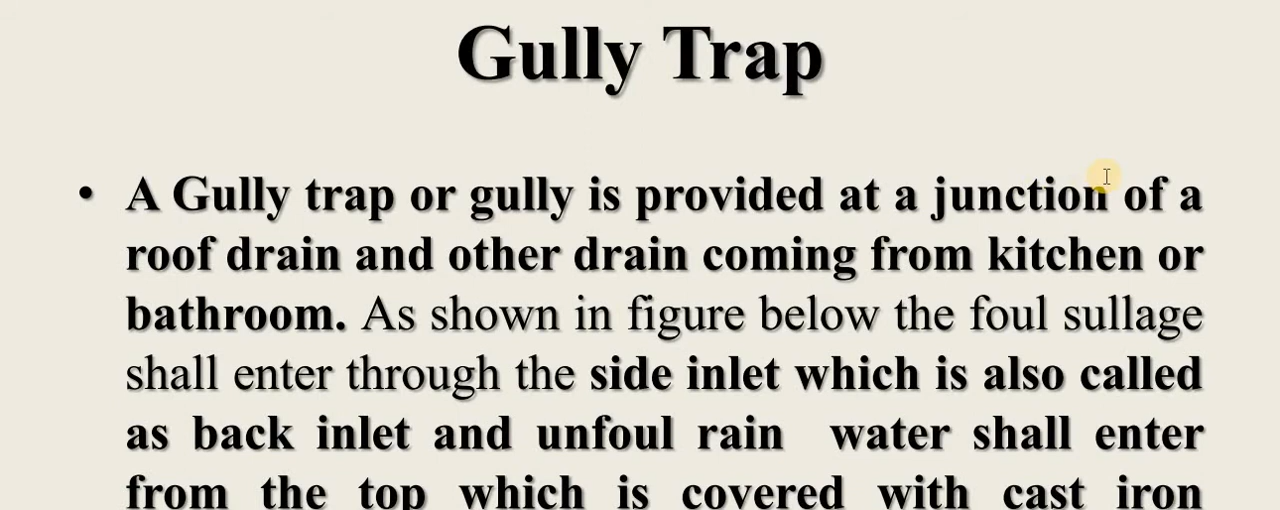 Gully Trap
• A Gully trap or gully is provided at a junction of a
roof drain and other drain coming from kitchen or
bathroom. As shown in figure below the foul sullage
shall enter through the side inlet which is also called
as back inlet and unfoul rain water shall enter
from the top which is covered with cast iron